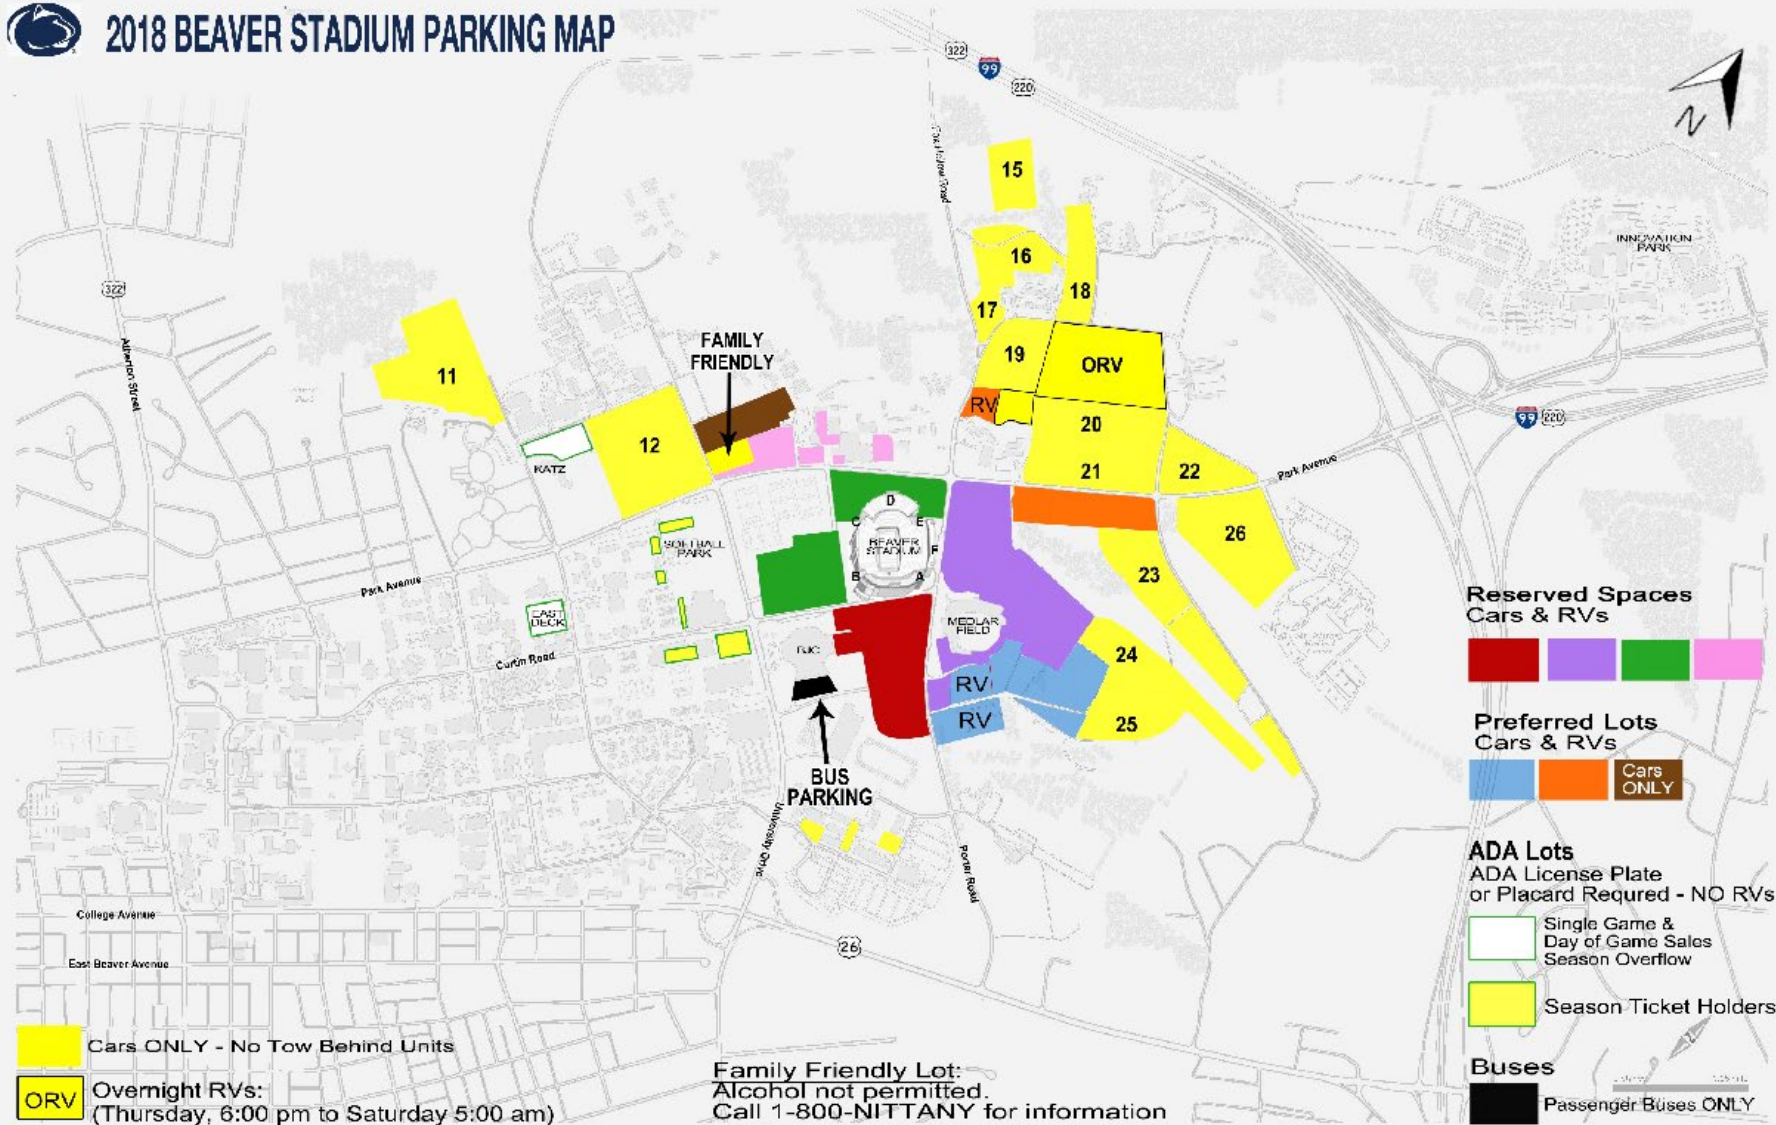 2018 BEAVER STADIUM PARKING MAP
322
99
220
N
15
INNOVATION
PARK
16
18
17
322
FAMILY
FRIENDLY
19
ORV
11
Atherton Street
RV
99 220
20
12
KATZ
21
22
Park Avenue
D
C
E
BEAVER
STADIUM
F
B
A
26
SOFTBALL
PARK
23
Park Avenue
EAST
DECK
MEDLAR
FIELD
BJC
24
Curtin Road
RV
RV
25
BUS
PARKING
University Drive
Porter Road
College Avenue
26
East Beaver Avenue
Reserved Spaces
Cars & RVs
Preferred Lots
Cars & RVs
Cars
ONLY
ADA Lots
ADA License Plate
or Placard Requred - NO RVs
Single Game &
Day of Game Sales
Season Overflow
Season Ticket Holders
Buses
Passenger Buses ONLY
Cars ONLY - No Tow Behind Units
ORV
Overnight RVs:
(Thursday, 6:00 pm to Saturday 5:00 am)
Family Friendly Lot:
Alcohol not permitted.
Call 1-800-NITTANY for information